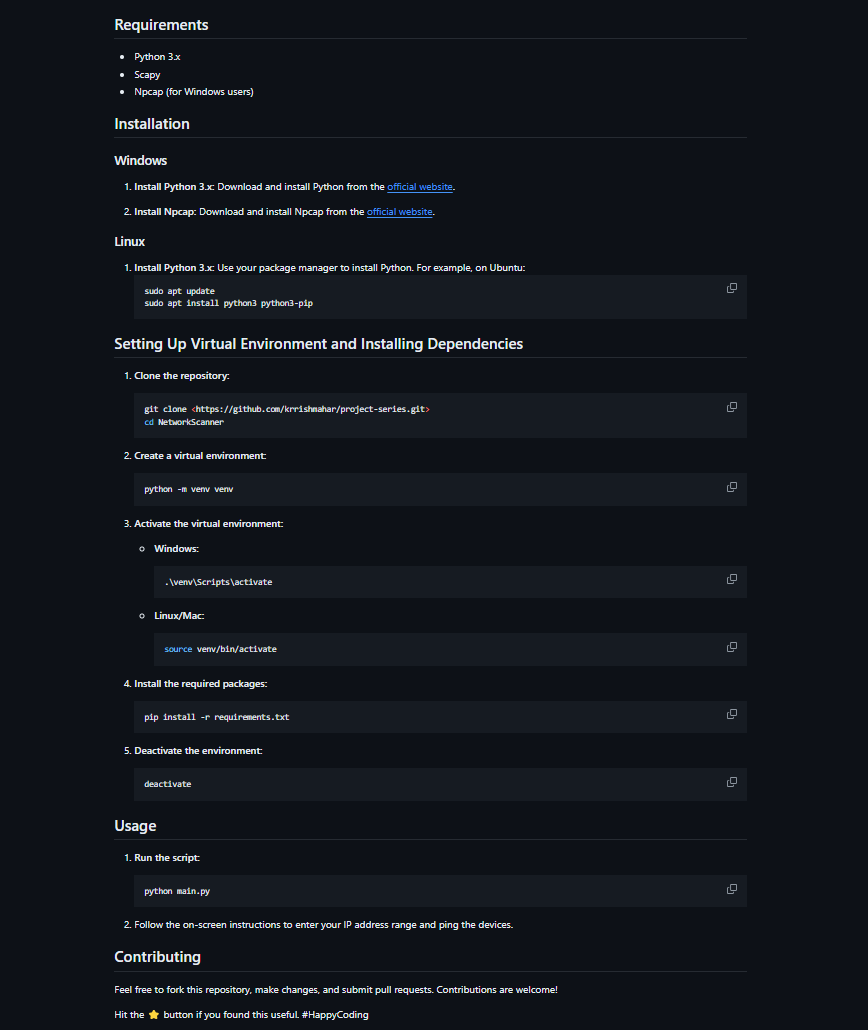 Requirements
Python 3.x
Scapy
Npcap (for Windows users)
Installation
Windows
1. Install Python 3.x: Download and install Python from the official website.
2. Install Npcap: Download and install Npcap from the official website.
Linux
1. Install Python 3.x: Use your package manager to install Python. For example, on Ubuntu:
sudo apt update
sudo apt install python3 python3-pip
Setting Up Virtual Environment and Installing Dependencies
1. Clone the repository:
git clone <https://github.com/krrishmahar/project-series.git>
cd NetworkScanner
2. Create a virtual environment:
python -m venv venv
3. Activate the virtual environment:
Windows:
.\venv\Scripts\activate
Linux/Mac:
source venv/bin/activate
4. Install the required packages:
pip install -r requirements.txt
5. Deactivate the environment:
deactivate
Usage
1. Run the script:
python main.py
2. Follow the on-screen instructions to enter your IP address range and ping the devices.
Contributing
Feel free to fork this repository, make changes, and submit pull requests. Contributions are welcome!
Hit the ⭐ button if you found this useful. #HappyCoding